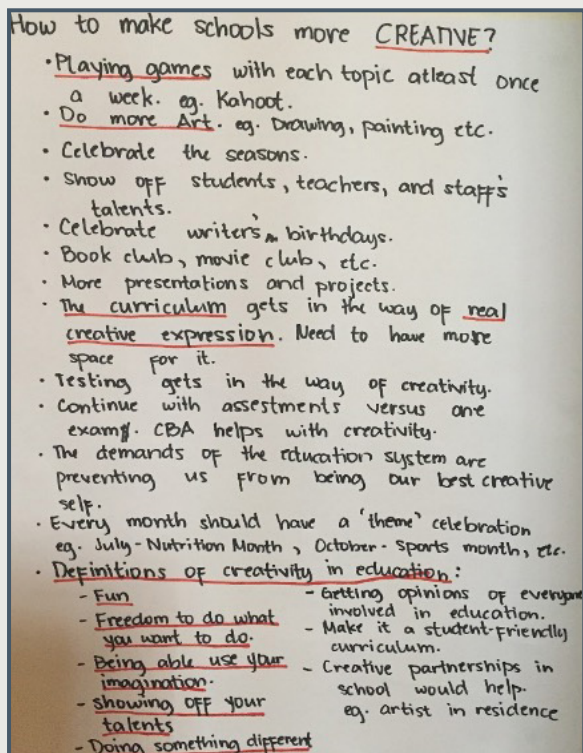 How to make schools more CREATIVE?
• Playing games with each topic atleast once
a week. eg. Kahoot.
• Do more Art. eg. Drawing, painting etc.
• Celebrate the seasons.
• Show off students, teachers, and staff's
talents.
• Celebrate writer's birthdays.
• Book club, movie club, etc.
• More presentations and projects.
• The curriculum gets in the way of real
creative expression. Need to have more
space for it.
• Testing gets in the way of creativity.
• Continue with assestments versus one
exam. CBA helps with creativity.
• The demands of the education system are
preventing us from being our best creative
self.
• Every month should have a 'theme' celebration
eg. July - Nutrition Month, October - Sports month, etc.
• Definitions of creativity in education:
- Fun
- Freedom to do what
you want to do.
- Being able use your
imagination.
- Showing off your
talents
- Doing something different
- Getting opinions of everyone
involved in education.
- Make it a student-friendly
curriculum.
- Creative partnerships in
school would help.
eg. artist in residence